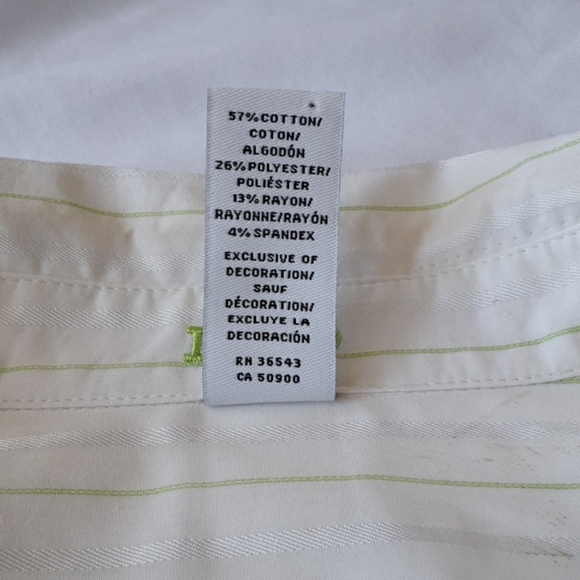 57% COTTON/
COTON/
ALGODÓN
26% POLYESTER/
POLIÉSTER
13% RAYON/
RAYONNE/RAYÓN
4% SPANDEX
EXCLUSIVE OF
DECORATION/
SAUF
DÉCORATION/
EXCLUYE LA
DECORACIÓN
RN 36543
CA 50900